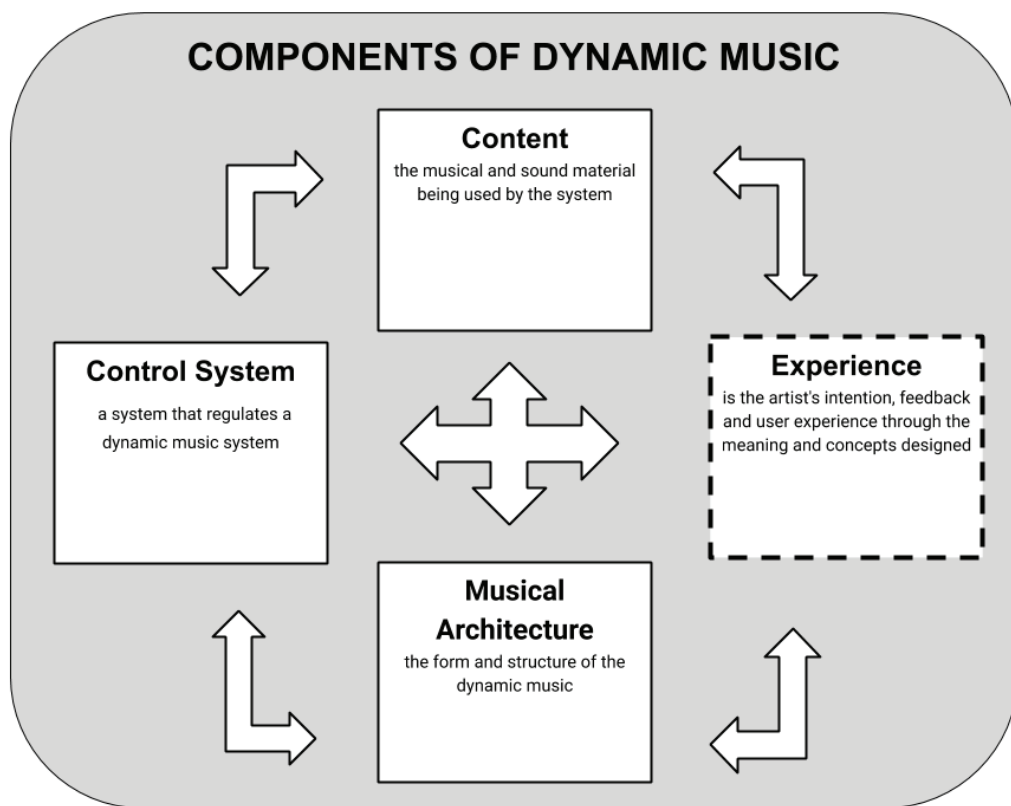 COMPONENTS OF DYNAMIC MUSIC
Content
the musical and sound material
being used by the system
Control System
a system that regulates a
dynamic music system
Experience
is the artist's intention, feedback
and user experience through the
meaning and concepts designed
Musical
Architecture
the form and structure of the
dynamic music